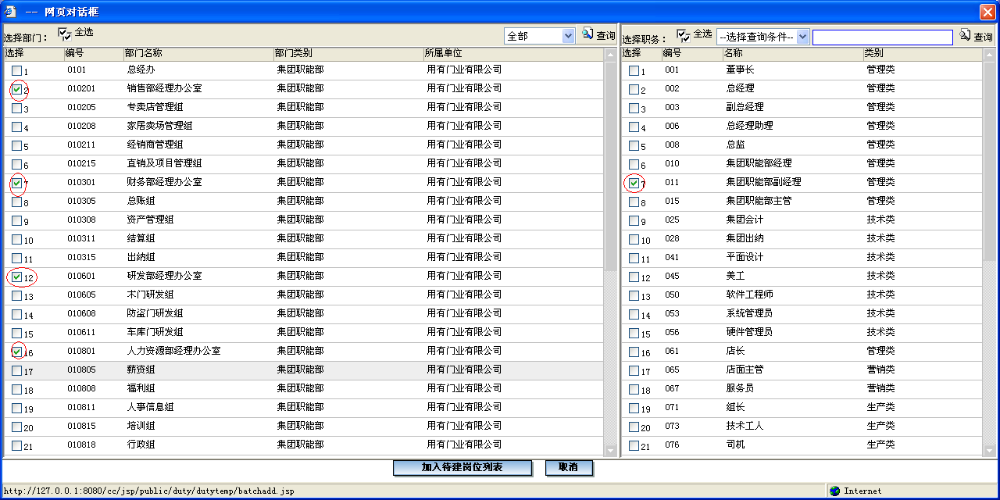 -- 网页对话框
选择部门： 全选 全部 查询
选择职务： 全选 --选择查询条件-- 查询
选择 编号 部门名称 部门类别 所属单位
1 0101 总经办 集团职能部 用有门业有限公司
2 010201 销售部经理办公室 集团职能部 用有门业有限公司
3 010205 专卖店管理组 集团职能部 用有门业有限公司
4 010208 家居卖场管理组 集团职能部 用有门业有限公司
5 010211 经销商管理组 集团职能部 用有门业有限公司
6 010215 直销及项目管理组 集团职能部 用有门业有限公司
7 010301 财务部经理办公室 集团职能部 用有门业有限公司
8 010305 总账组 集团职能部 用有门业有限公司
9 010308 资产管理组 集团职能部 用有门业有限公司
10 010311 结算组 集团职能部 用有门业有限公司
11 010315 出纳组 集团职能部 用有门业有限公司
12 010601 研发部经理办公室 集团职能部 用有门业有限公司
13 010605 木门研发组 集团职能部 用有门业有限公司
14 010608 防盗门研发组 集团职能部 用有门业有限公司
15 010611 车库门研发组 集团职能部 用有门业有限公司
16 010801 人力资源部经理办公室 集团职能部 用有门业有限公司
17 010805 薪资组 集团职能部 用有门业有限公司
18 010808 福利组 集团职能部 用有门业有限公司
19 010811 人事信息组 集团职能部 用有门业有限公司
20 010815 培训组 集团职能部 用有门业有限公司
21 010818 行政组 集团职能部 用有门业有限公司
选择 编号 名称 类别
1 001 董事长 管理类
2 002 总经理 管理类
3 003 副总经理 管理类
4 006 总经理助理 管理类
5 008 总监 管理类
6 010 集团职能部经理 管理类
7 011 集团职能部副经理 管理类
8 015 集团职能部主管 管理类
9 025 集团会计 技术类
10 028 集团出纳 技术类
11 041 平面设计 技术类
12 045 美工 技术类
13 050 软件工程师 技术类
14 053 系统管理员 技术类
15 056 硬件管理员 技术类
16 061 店长 管理类
17 065 店面主管 营销类
18 067 服务员 营销类
19 071 组长 生产类
20 073 技术工人 生产类
21 076 司机 生产类
加入待建岗位列表 取消
http://127.0.0.1:8080/cc/jsp/public/duty/dutytemp/batchadd.jsp Internet